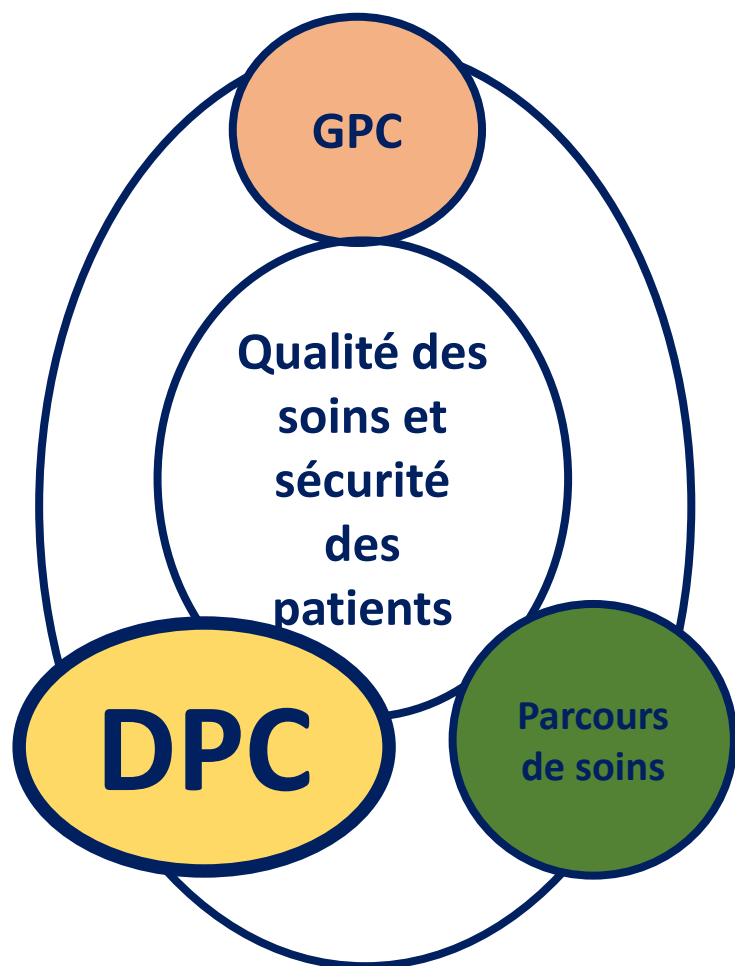 GPC
Qualité des
soins et
sécurité
des
patients
DPC
Parcours
de soins